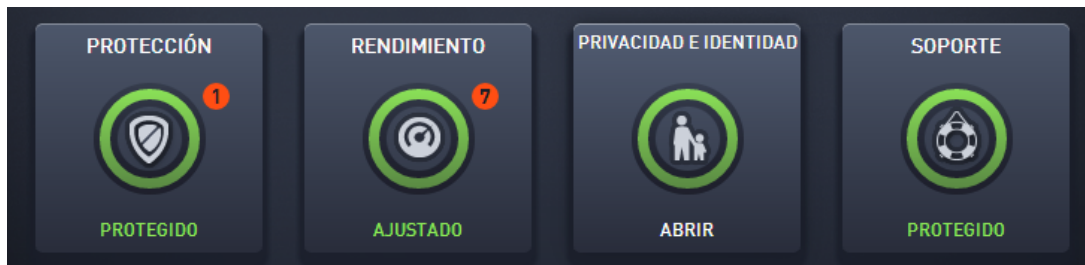 PROTECCIÓN
1
PROTEGIDO
RENDIMIENTO
7
AJUSTADO
PRIVACIDAD E IDENTIDAD
ABRIR
SOPORTE
PROTEGIDO